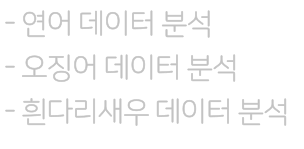 - 연어 데이터 분석
- 오징어 데이터 분석
- 흰다리새우 데이터 분석